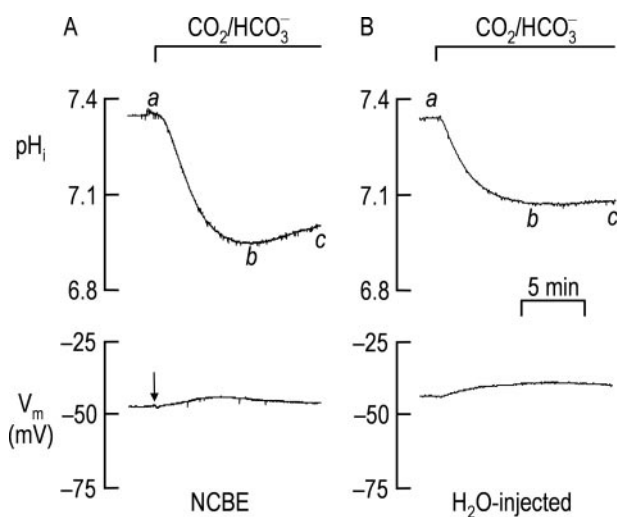 A
CO₂/HCO₃⁻
B
CO₂/HCO₃⁻
7.4
a
7.4
a
pHᵢ
7.1
b
c
7.1
b
c
6.8
6.8
5 min
–25
–25
Vₘ
(mV)
–50
–50
–75
NCBE
–75
H₂O-injected